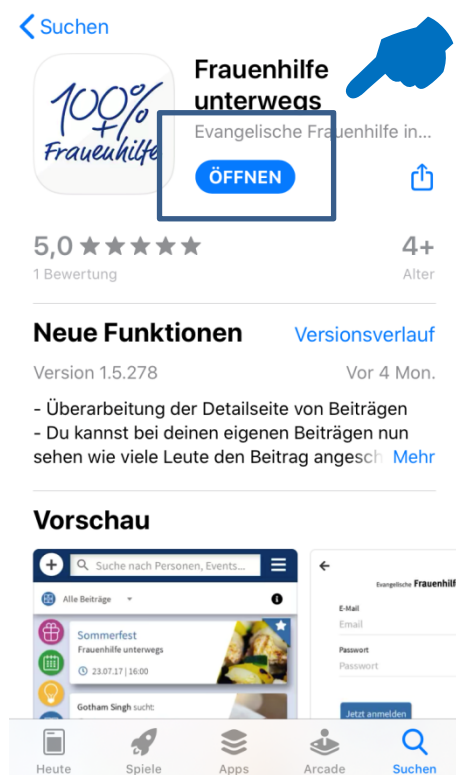 Suchen
100%
+
Frauenhilfe
Frauenhilfe
unterwegs
Evangelische Frauenhilfe in...
ÖFFNEN
5,0 ★★★★★
4+
1 Bewertung
Alter
Neue Funktionen
Versionsverlauf
Version 1.5.278
Vor 4 Mon.
- Überarbeitung der Detailseite von Beiträgen
- Du kannst bei deinen eigenen Beiträgen nun
sehen wie viele Leute den Beitrag angesch Mehr
Vorschau
Suche nach Personen, Events...
Alle Beiträge
Sommerfest
Frauenhilfe unterwegs
23.07.17 | 16:00
Gotham Singh sucht:
Evangelische Frauenhilf
E-Mail
Email
Passwort
Passwort
Jetzt anmelden
Heute
Spiele
Apps
Arcade
Suchen